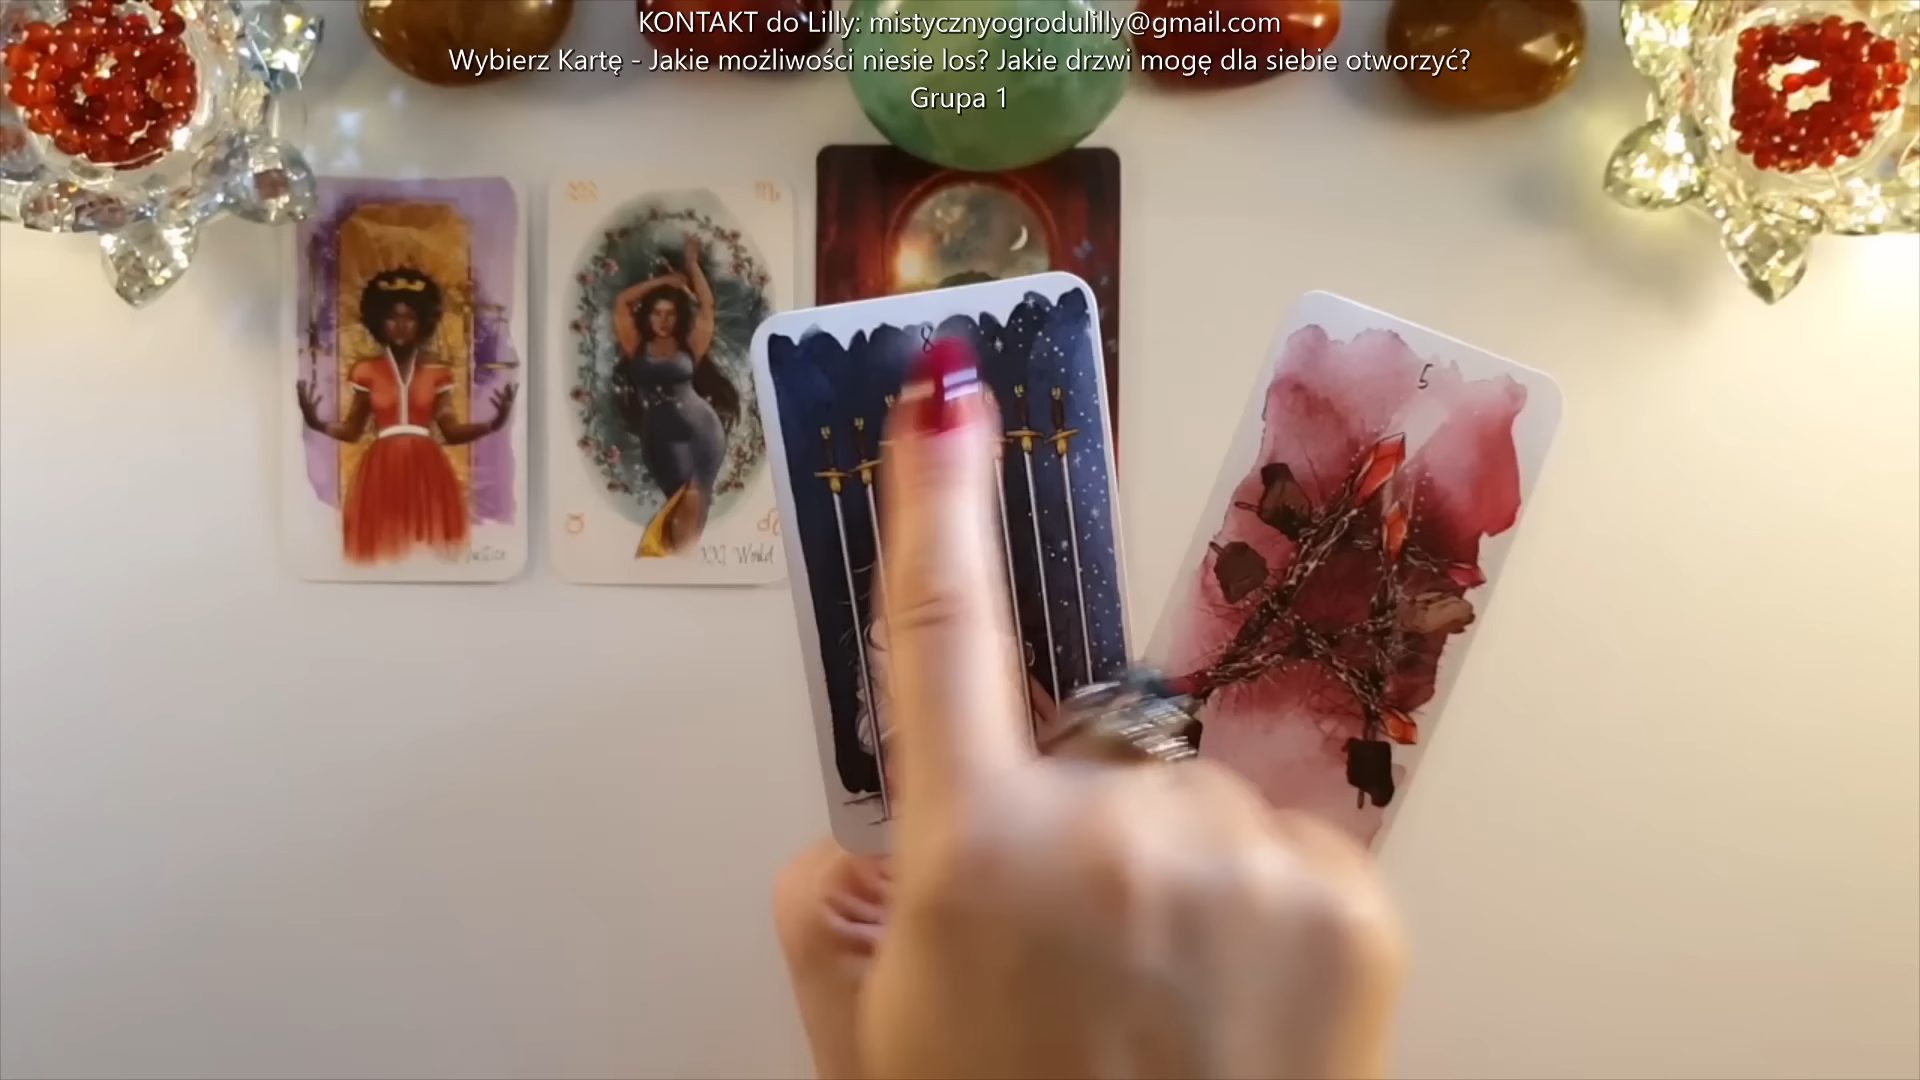 KONTAKT do Lilly: mistycznyogrodulilly@gmail.com
Wybierz Kartę - Jakie możliwości niesie los? Jakie drzwi mogę dla siebie otworzyć?
Grupa 1
8
5
XXI World
Justice